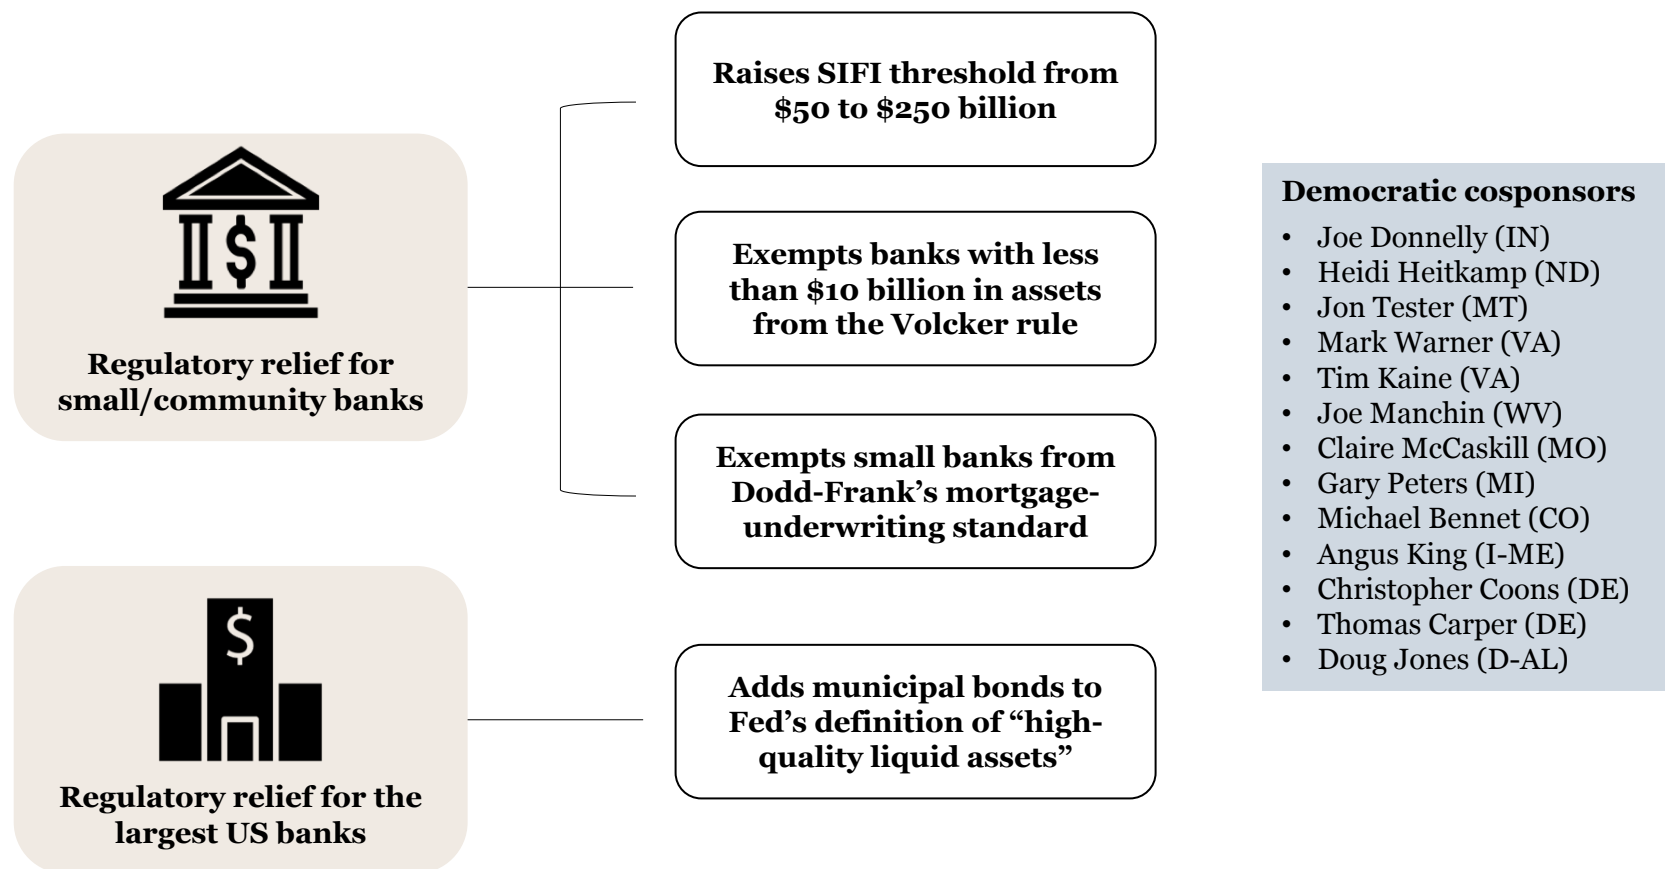 Regulatory relief for
small/community banks
Raises SIFI threshold from
$50 to $250 billion
Exempts banks with less
than $10 billion in assets
from the Volcker rule
Exempts small banks from
Dodd-Frank’s mortgage-
underwriting standard
$
Regulatory relief for the
largest US banks
Adds municipal bonds to
Fed’s definition of “high-
quality liquid assets”
Democratic cosponsors
• Joe Donnelly (IN)
• Heidi Heitkamp (ND)
• Jon Tester (MT)
• Mark Warner (VA)
• Tim Kaine (VA)
• Joe Manchin (WV)
• Claire McCaskill (MO)
• Gary Peters (MI)
• Michael Bennet (CO)
• Angus King (I-ME)
• Christopher Coons (DE)
• Thomas Carper (DE)
• Doug Jones (D-AL)